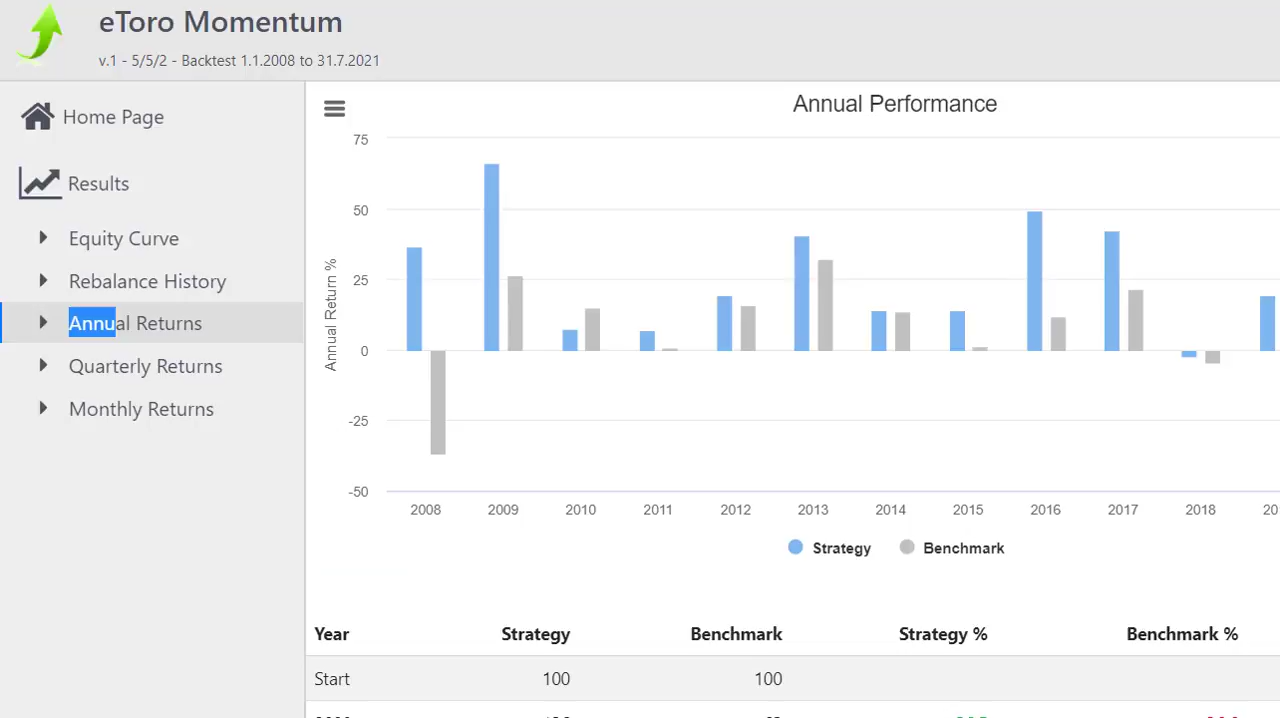 eToro Momentum
v.1 - 5/5/2 - Backtest 1.1.2008 to 31.7.2021
Home Page
Results
Equity Curve
Rebalance History
Annual Returns
Quarterly Returns
Monthly Returns
Annual Performance
Annual Return %
75
50
25
0
-25
-50
2008 2009 2010 2011 2012 2013 2014 2015 2016 2017 2018
Strategy Benchmark
Year Strategy Benchmark Strategy % Benchmark %
Start 100 100